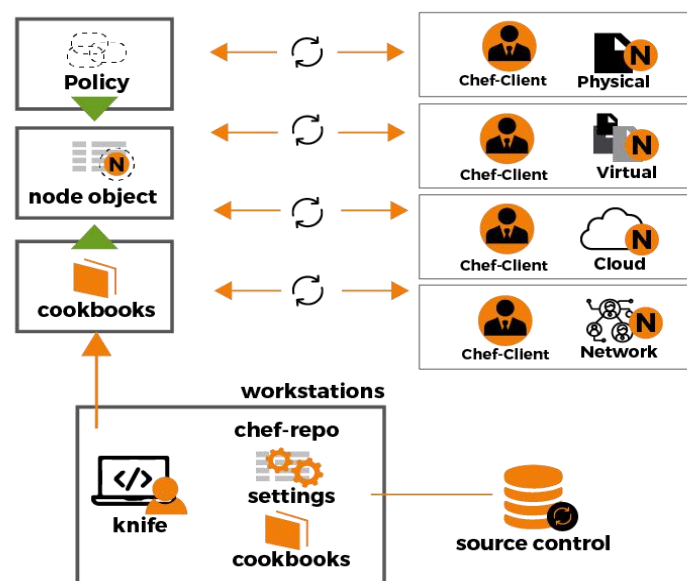 Policy
N
node object
cookbooks
N
Chef-Client
Physical
N
Chef-Client
Virtual
N
Chef-Client
Cloud
N
Chef-Client
Network
workstations
chef-repo
</>
settings
knife
cookbooks
source control